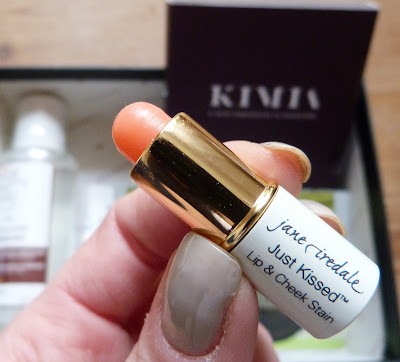 KIMIA
jane iredale
Just Kissed™
Lip & Cheek Stain